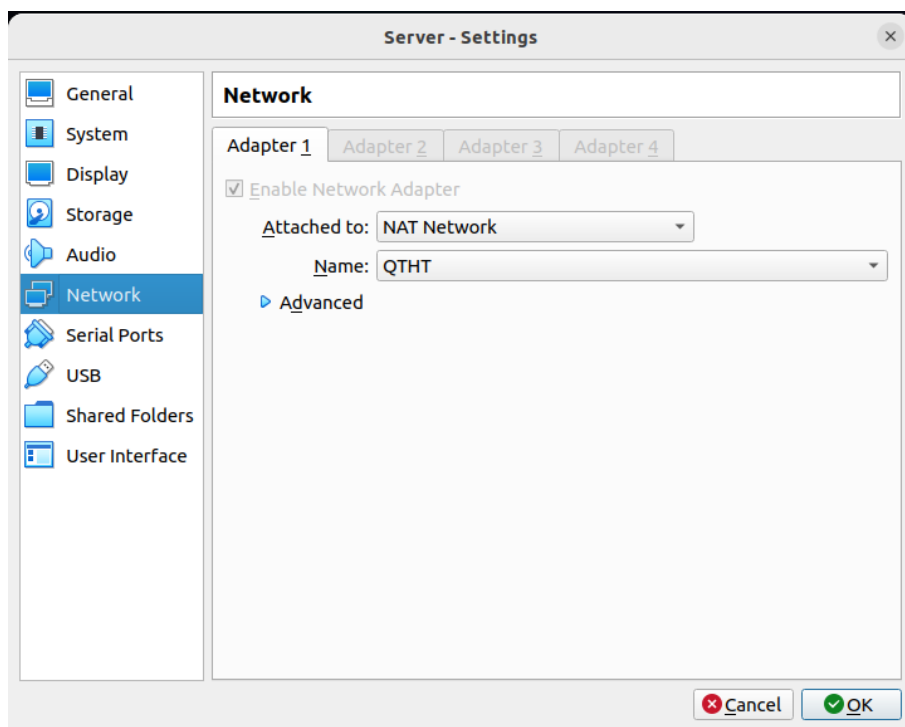 Server - Settings
General
System
Display
Storage
Audio
Network
Serial Ports
USB
Shared Folders
User Interface
Network
Adapter 1
Adapter 2
Adapter 3
Adapter 4
Enable Network Adapter
Attached to: NAT Network
Name: QTHT
Advanced
Cancel
OK